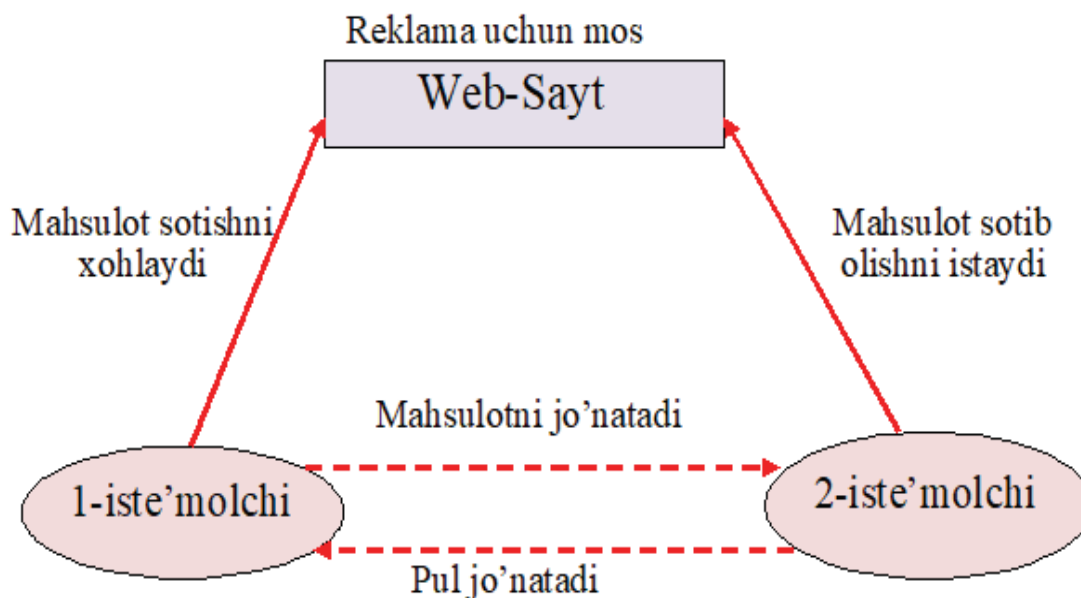 Reklama uchun mos
Web-Sayt
Mahsulot sotishni
xohlaydi
Mahsulot sotib
olishni istaydi
Mahsulotni jo’natadi
1-iste’molchi
2-iste’molchi
Pul jo’natadi